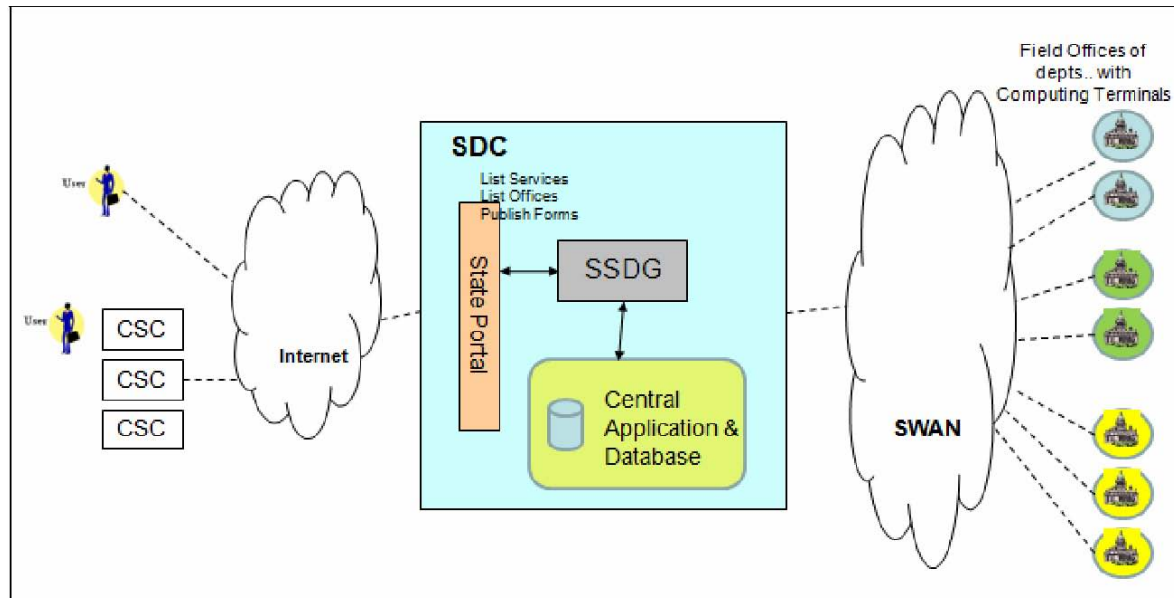 Field Offices of
depts.. with
Computing Terminals
SDC
List Services
List Offices
Publish Forms
User
State Portal
SSDG
User
CSC
CSC
CSC
Internet
Central
Application &
Database
SWAN